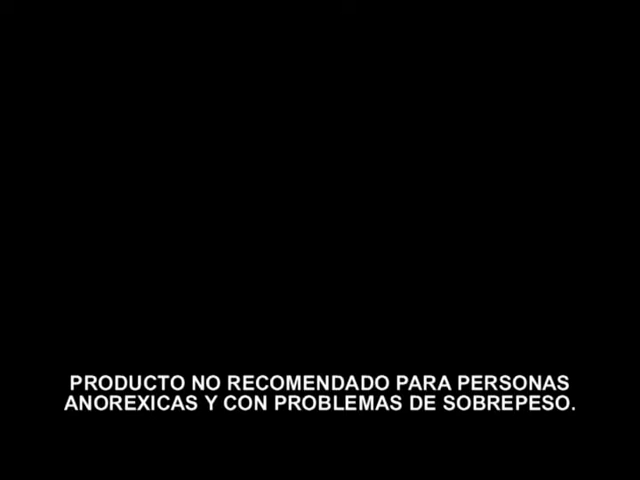 PRODUCTO NO RECOMENDADO PARA PERSONAS
ANOREXICAS Y CON PROBLEMAS DE SOBREPESO.